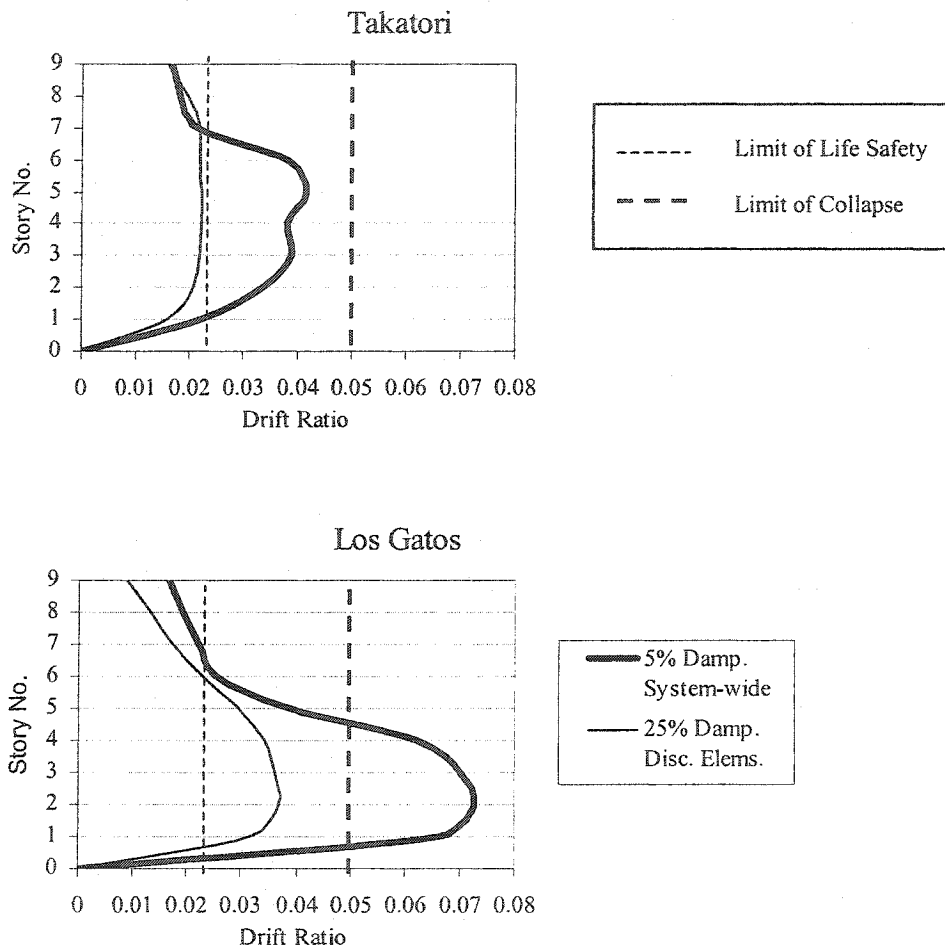 Takatori
9
8
7
6
5
4
3
2
1
0
Story No.
0 0.01 0.02 0.03 0.04 0.05 0.06 0.07 0.08
Drift Ratio
Limit of Life Safety
Limit of Collapse
Los Gatos
9
8
7
6
5
4
3
2
1
0
Story No.
0 0.01 0.02 0.03 0.04 0.05 0.06 0.07 0.08
Drift Ratio
5% Damp.
System-wide
25% Damp.
Disc. Elems.